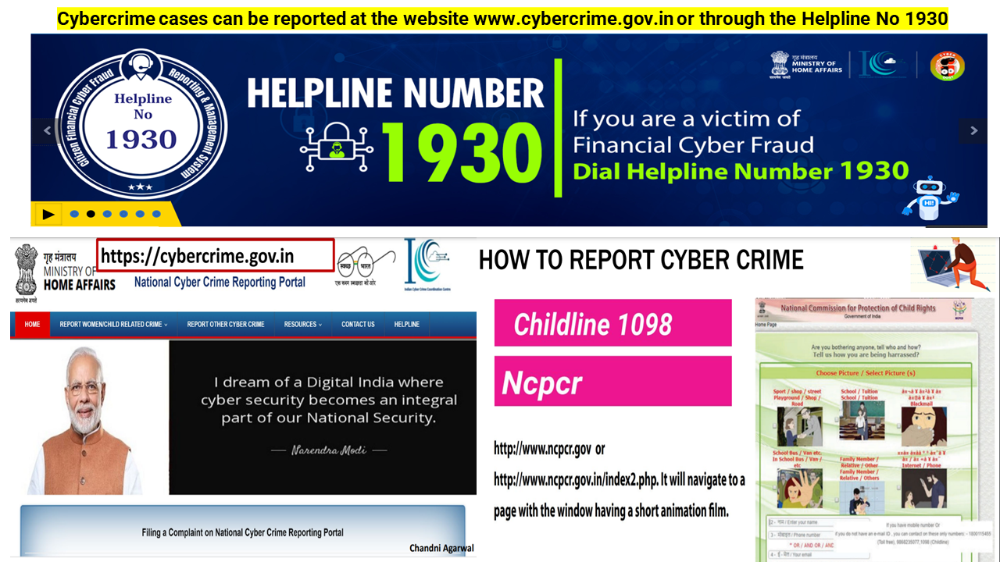 Cybercrime cases can be reported at the website www.cybercrime.gov.in or through the Helpline No 1930
Citizen Financial Cyber Fraud Reporting & Management System
Helpline
No
1930
HELPLINE NUMBER
1930
If you are a victim of
Financial Cyber Fraud
Dial Helpline Number 1930
गृह मंत्रालय
MINISTRY OF
HOME AFFAIRS
सत्यमेव जयते
CYBER
HI!
गृह मंत्रालय
MINISTRY OF
HOME AFFAIRS
सत्यमेव जयते
https://cybercrime.gov.in
National Cyber Crime Reporting Portal
स्वच्छ भारत
एक कदम स्वच्छता की ओर
Indian Cyber Crime Coordination Centre
HOME
REPORT WOMEN/CHILD RELATED CRIME
REPORT OTHER CYBER CRIME
RESOURCES
CONTACT US
HELPLINE
I dream of a Digital India where
cyber security becomes an integral
part of our National Security.
Narendra Modi
Filing a Complaint on National Cyber Crime Reporting Portal
Chandni Agarwal
HOW TO REPORT CYBER CRIME
Childline 1098
Ncpcr
http://www.ncpcr.gov or
http://www.ncpcr.gov.in/index2.php. It will navigate to a
page with the window having a short animation film.
National Commission for Protection of Child Rights
Government of India
Home Page
Are you bothering anyone, tell who and how?
Tell us how you are being harrassed?
Choose Picture / Select Picture (s)
Sport / shop / street
Playground / Shop /
Road
School / Tuition
School / Tuition
Blackmail
School Bus / Van etc.
In School Bus / Van /
etc
Family Member /
Relative / Other
Family Member /
Relative / Others
Internet / Phone
2 - नाम / Enter your name
3 - मोबाइल / Phone number
* OR / AND OR / AND
4 - ई - मेल / Your email
If you have mobile number Or
If you do not have an e-mail ID , you can contact on these only numbers: - 1800115455
(Toll free), 9868235077,1098 (Childline)